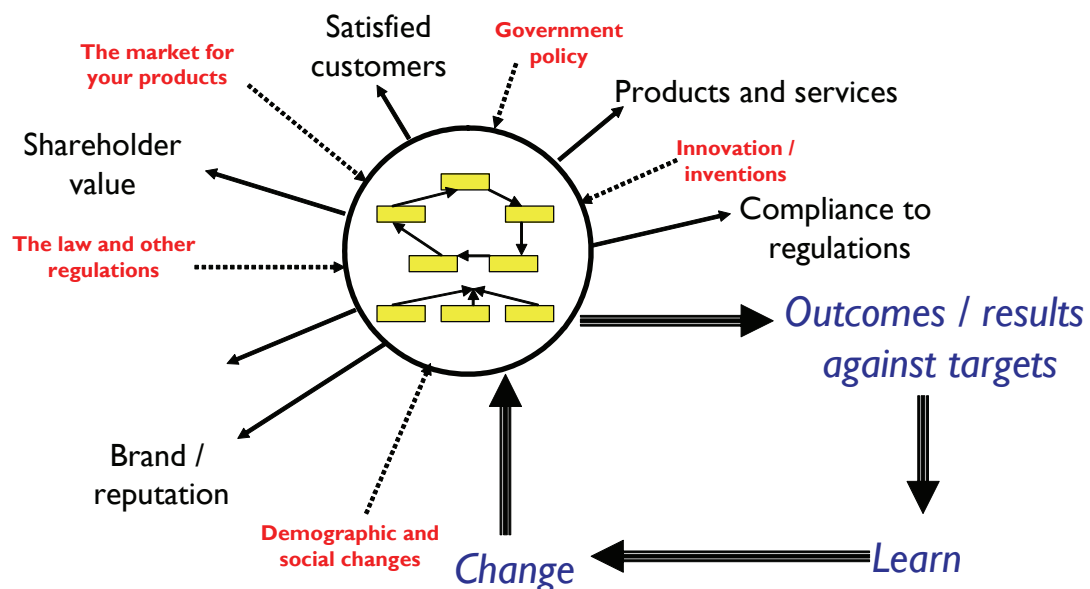 Satisfied
customers
Government
policy
The market for
your products
Products and services
Shareholder
value
Innovation /
inventions
Compliance to
regulations
The law and other
regulations
Outcomes / results
against targets
Brand /
reputation
Demographic and
social changes
Change
Learn